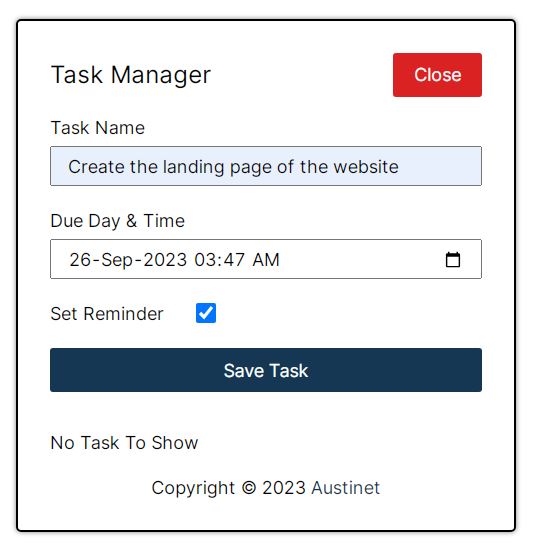 Task Manager Close
Task Name
Create the landing page of the website
Due Day & Time
26-Sep-2023 03:47 AM
Set Reminder
Save Task
No Task To Show
Copyright © 2023 Austinet